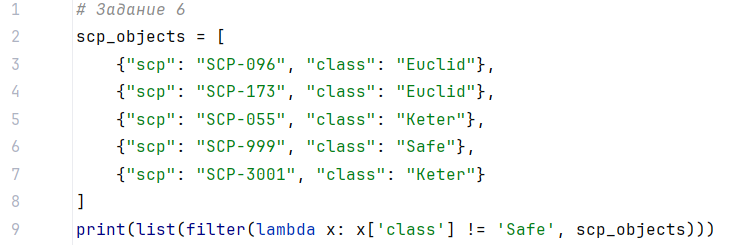 1 # Задание 6
2 scp_objects = [
3     {"scp": "SCP-096", "class": "Euclid"},
4     {"scp": "SCP-173", "class": "Euclid"},
5     {"scp": "SCP-055", "class": "Keter"},
6     {"scp": "SCP-999", "class": "Safe"},
7     {"scp": "SCP-3001", "class": "Keter"}
8 ]
9 print(list(filter(lambda x: x['class'] != 'Safe', scp_objects)))